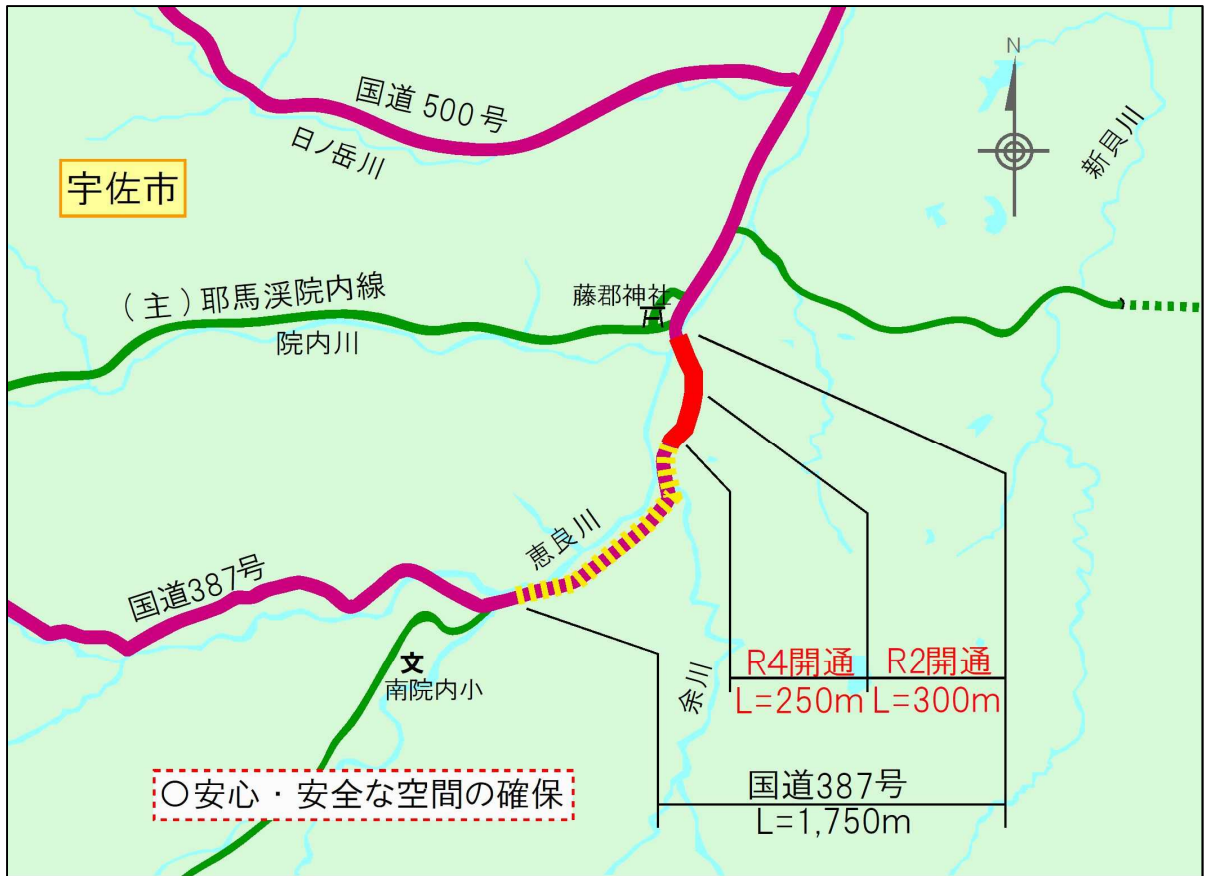 N
国道 500 号
日ノ岳川
新貝川
宇佐市
(主)耶馬渓院内線
藤郡神社
院内川
恵良川
国道387号
文
南院内小
余川
R4開通
R2開通
L=250m
L=300m
○安心・安全な空間の確保
国道387号
L=1,750m